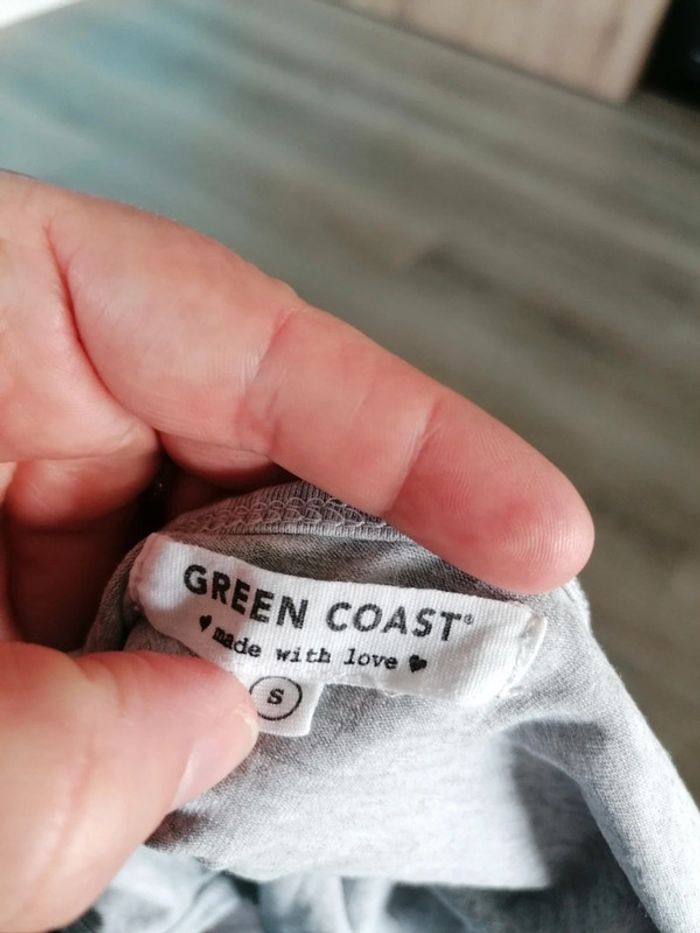 GREEN COAST®
♥ made with love ♥
S